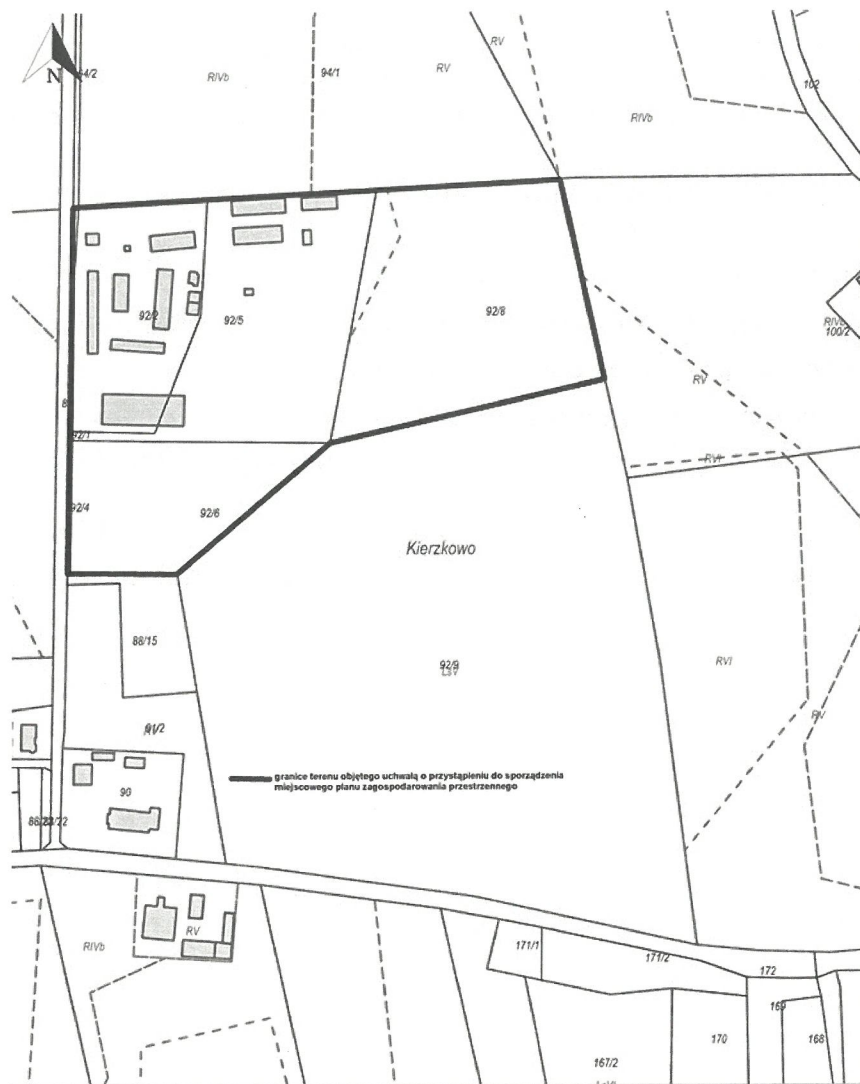 N
94/2
RIVb
94/1
RV
RV
RIVb
102
92/2
92/5
92/8
RIVb
100/2
RV
8
92/1
RVI
92/4
92/6
Kierzkowo
88/15
92/9
LsV
RVI
91/2
RV
RV
granice terenu objętego uchwałą o przystąpieniu do sporządzenia
miejscowego planu zagospodarowania przestrzennego
90
RV
RIVb
171/1
171/2
172
169
170
168
167/2